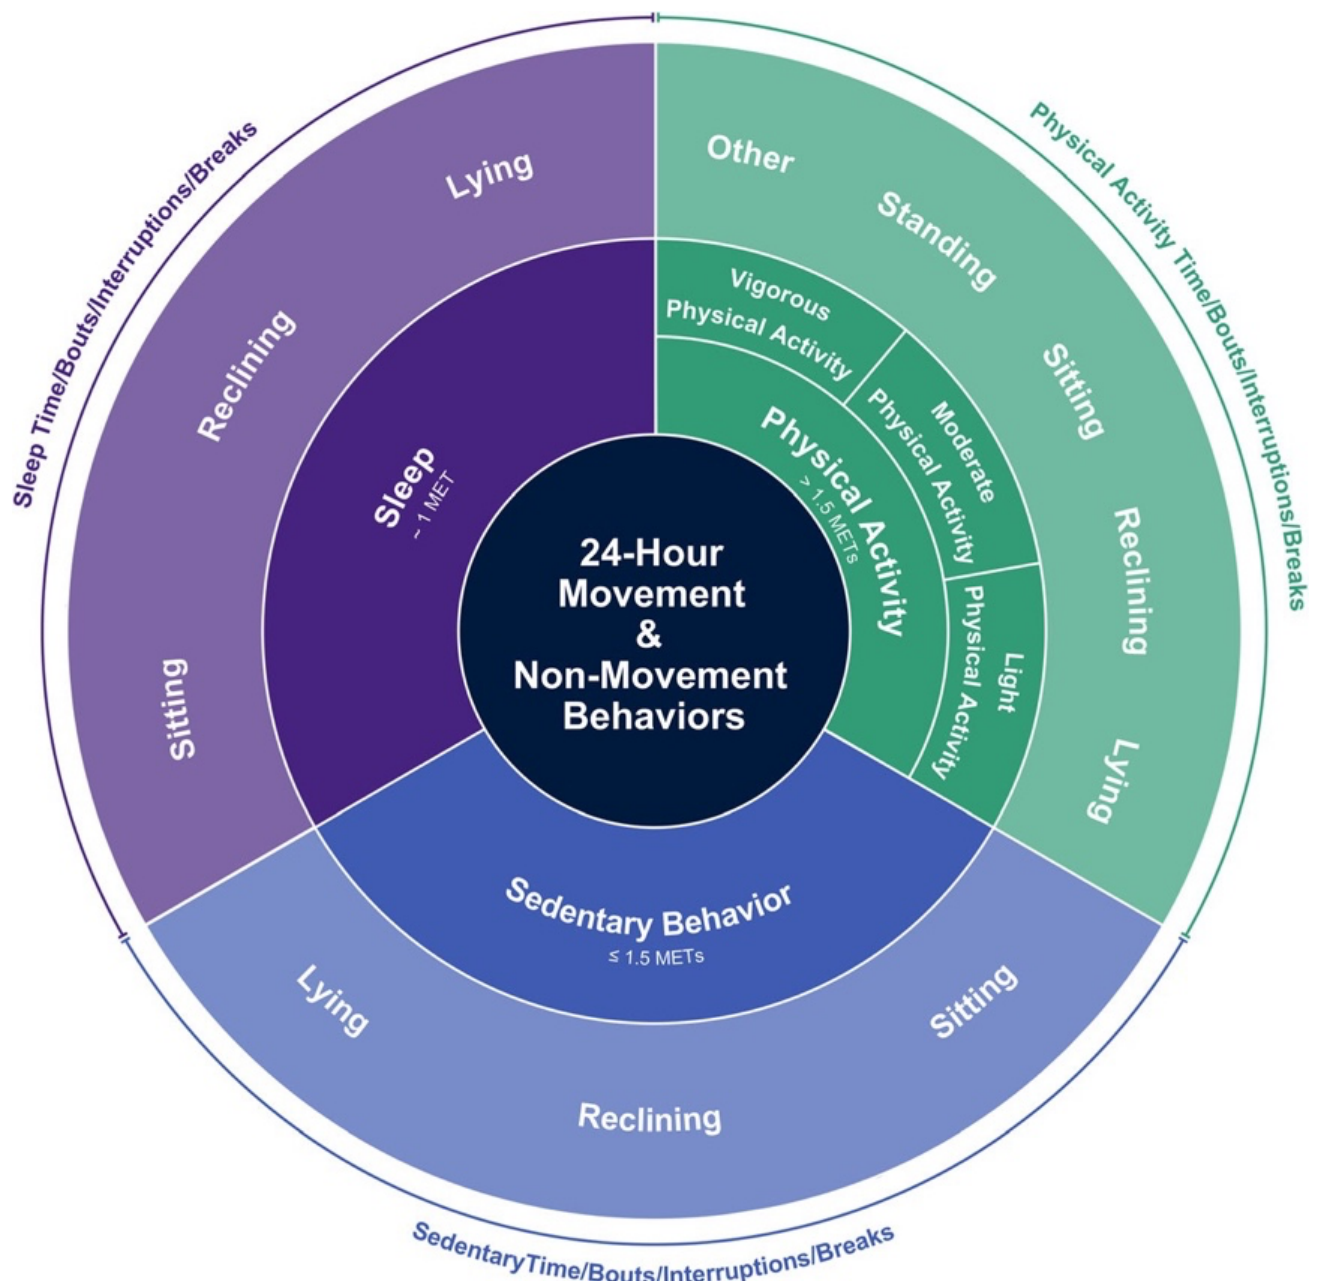 24-Hour
Movement
&
Non-Movement
Behaviors
Sleep
~ 1 MET
Lying
Reclining
Sitting
Sleep Time/Bouts/Interruptions/Breaks
Physical Activity
> 1.5 METs
Vigorous
Physical Activity
Moderate
Physical Activity
Light
Physical Activity
Other
Standing
Sitting
Reclining
Lying
Physical Activity Time/Bouts/Interruptions/Breaks
Sedentary Behavior
≤ 1.5 METs
Lying
Reclining
Sitting
SedentaryTime/Bouts/Interruptions/Breaks